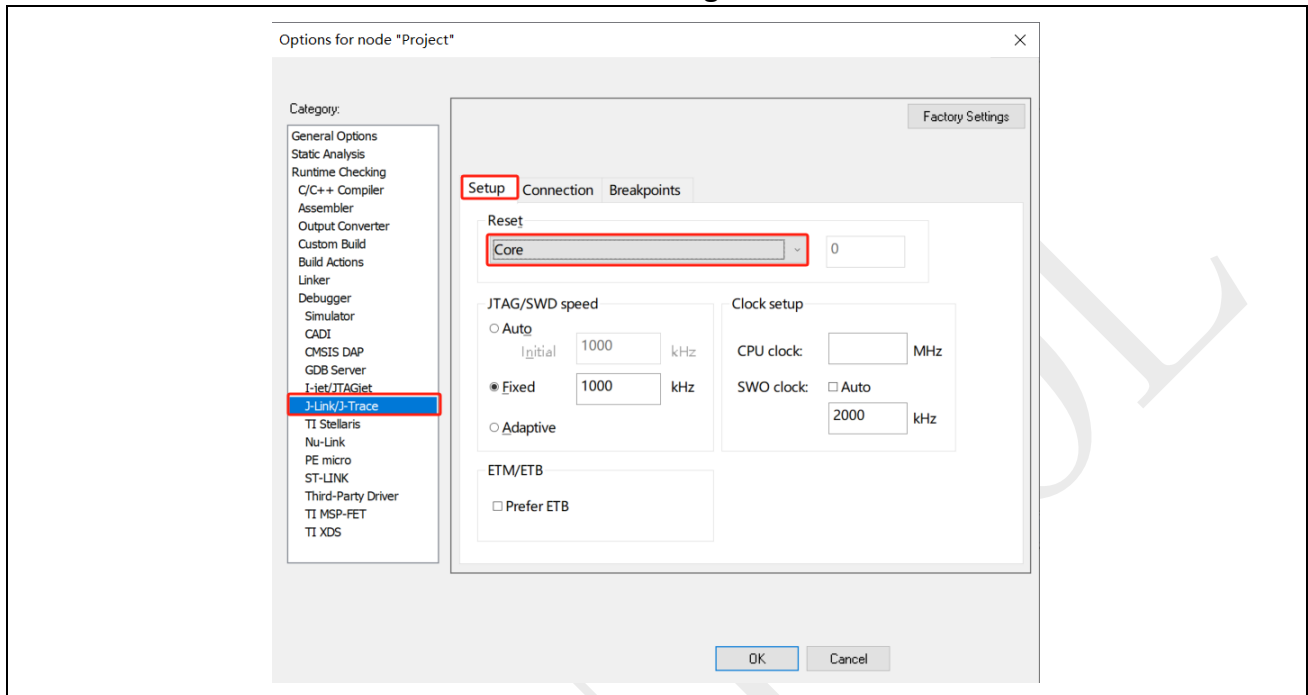 Options for node "Project"
Category:
General Options
Static Analysis
Runtime Checking
C/C++ Compiler
Assembler
Output Converter
Custom Build
Build Actions
Linker
Debugger
Simulator
CADI
CMSIS DAP
GDB Server
I-jet/JTAGjet
J-Link/J-Trace
TI Stellaris
Nu-Link
PE micro
ST-LINK
Third-Party Driver
TI MSP-FET
TI XDS
Factory Settings
Setup Connection Breakpoints
Reset
Core 0
JTAG/SWD speed
Auto
Initial 1000 kHz
Fixed 1000 kHz
Adaptive
Clock setup
CPU clock: MHz
SWO clock: Auto
2000 kHz
ETM/ETB
Prefer ETB
OK Cancel